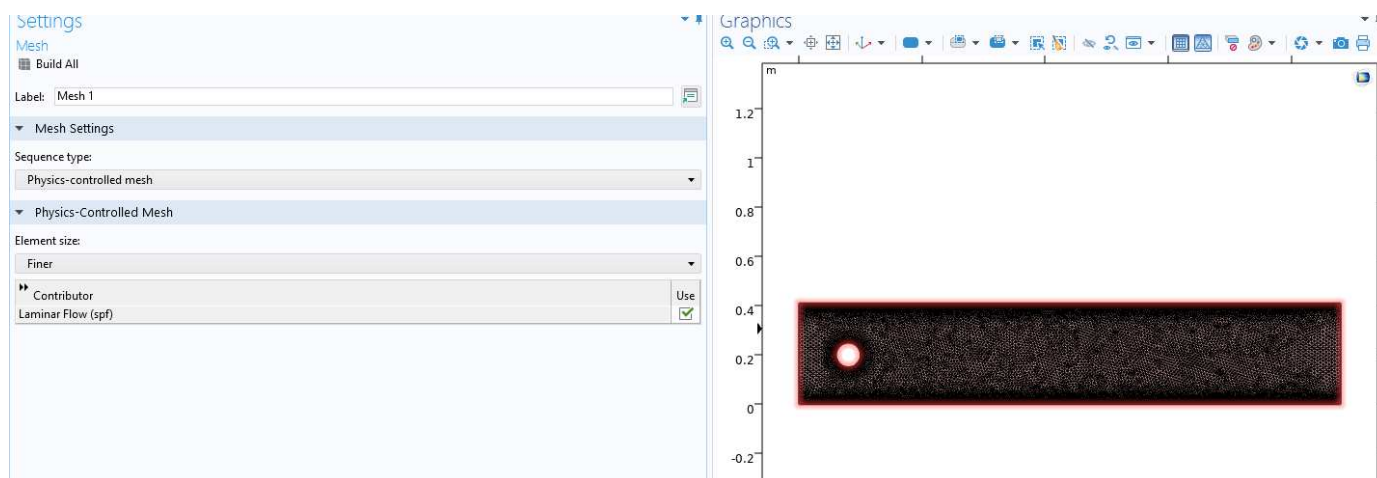 Settings
Mesh
Build All
Label: Mesh 1
Mesh Settings
Sequence type:
Physics-controlled mesh
Physics-Controlled Mesh
Element size:
Finer
Contributor Use
Laminar Flow (spf)
Graphics
m
1.2
1
0.8
0.6
0.4
0.2
0
-0.2